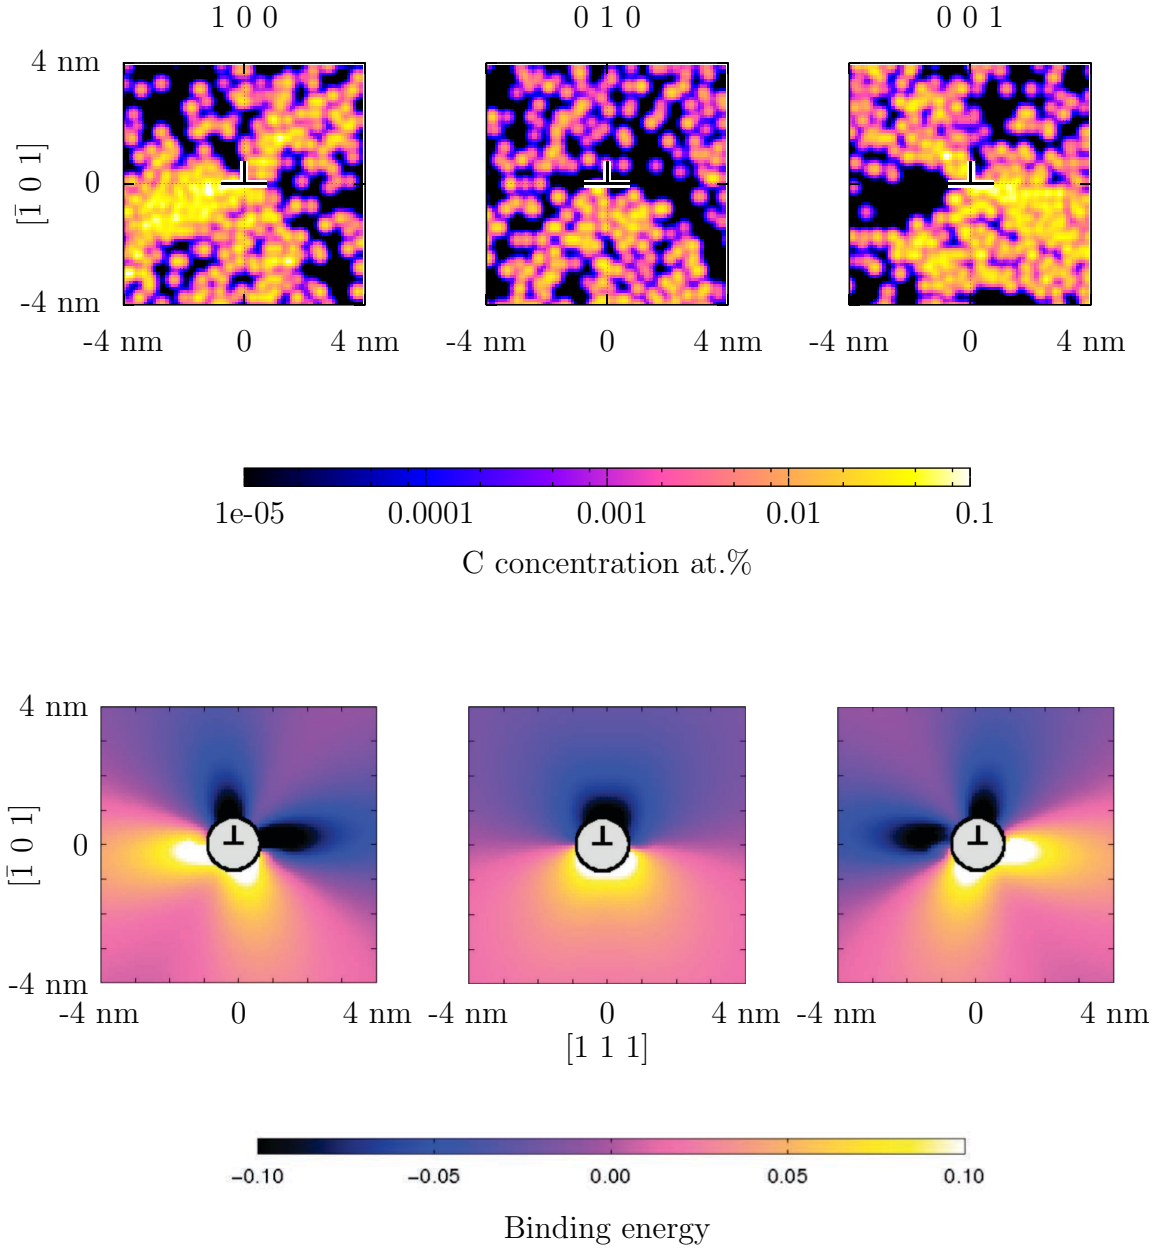 1 0 0 0 1 0 0 0 1
4 nm
[1̄ 0 1]
0
-4 nm
-4 nm 0 4 nm -4 nm 0 4 nm -4 nm 0 4 nm
1e-05 0.0001 0.001 0.01 0.1
C concentration at.%
4 nm
[1̄ 0 1]
0
-4 nm
-4 nm 0 4 nm -4 nm 0 4 nm -4 nm 0 4 nm
[1 1 1]
−0.10 −0.05 0.00 0.05 0.10
Binding energy